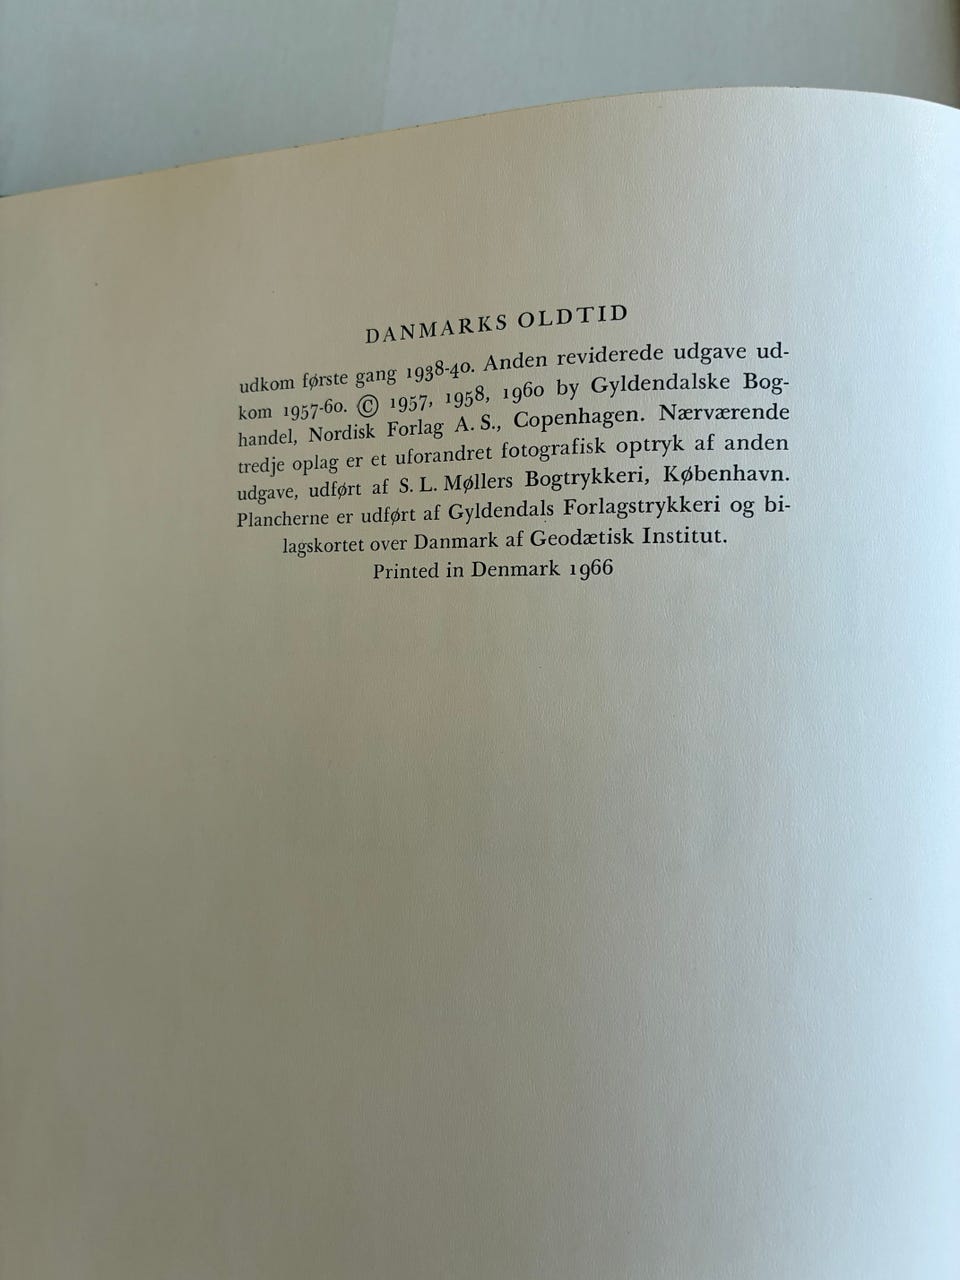 DANMARKS OLDTID
udkom første gang 1938-40. Anden reviderede udgave ud-
kom 1957-60. © 1957, 1958, 1960 by Gyldendalske Bog-
handel, Nordisk Forlag A. S., Copenhagen. Nærværende
tredje oplag er et uforandret fotografisk optryk af anden
udgave, udført af S. L. Møllers Bogtrykkeri, København.
Plancherne er udført af Gyldendals Forlagstrykkeri og bi-
lagskortet over Danmark af Geodætisk Institut.
Printed in Denmark 1966